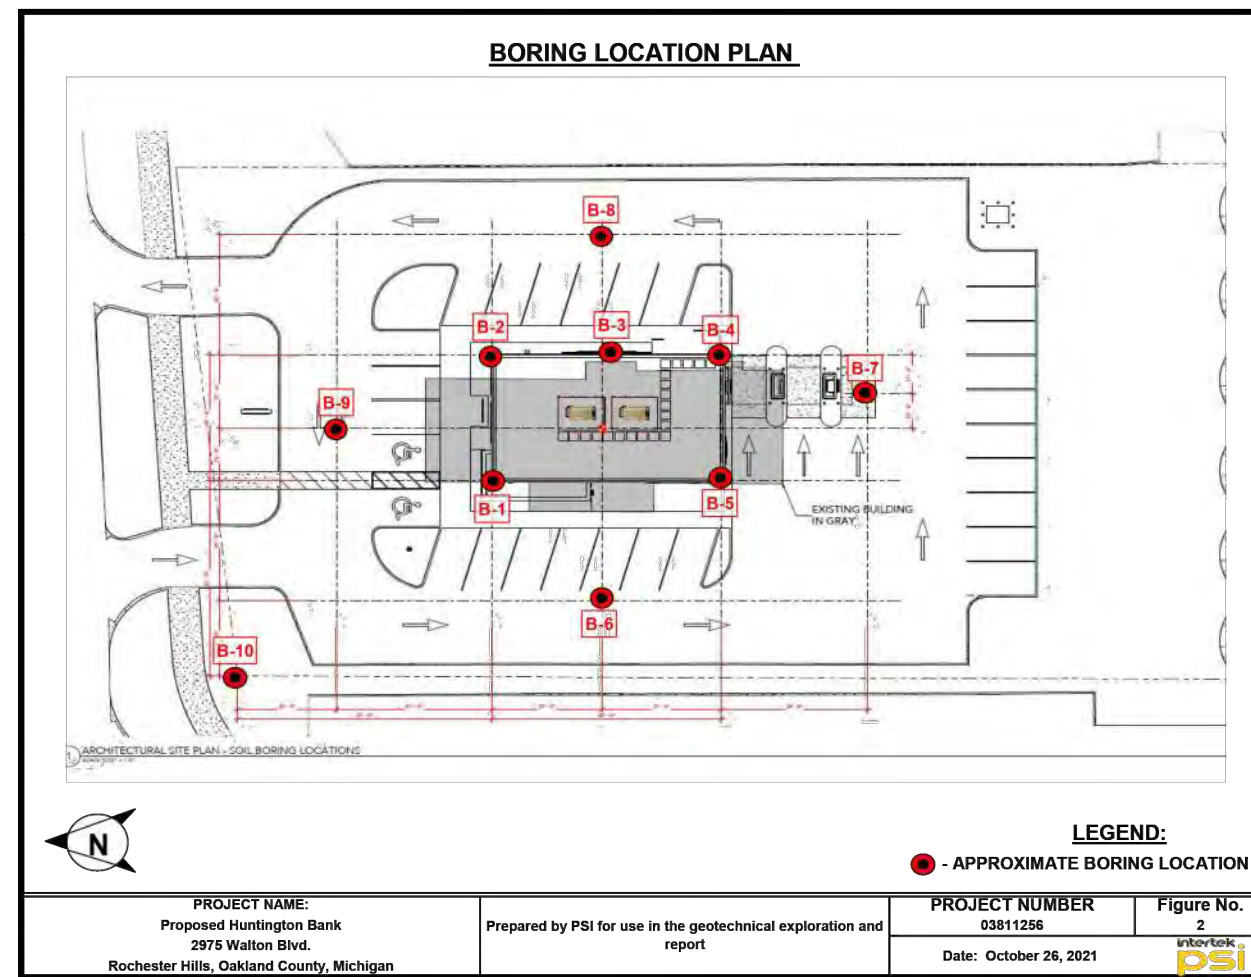 BORING LOCATION PLAN
B-8
B-2
B-3
B-4
B-7
B-9
B-1
B-5
EXISTING BUILDING
IN GRAY
B-6
B-10
1
ARCHITECTURAL SITE PLAN - SOIL BORING LOCATIONS
N
LEGEND:
- APPROXIMATE BORING LOCATION
PROJECT NAME:
Proposed Huntington Bank
2975 Walton Blvd.
Rochester Hills, Oakland County, Michigan
Prepared by PSI for use in the geotechnical exploration and
report
PROJECT NUMBER
03811256
Date: October 26, 2021
Figure No.
2
intertek
psi